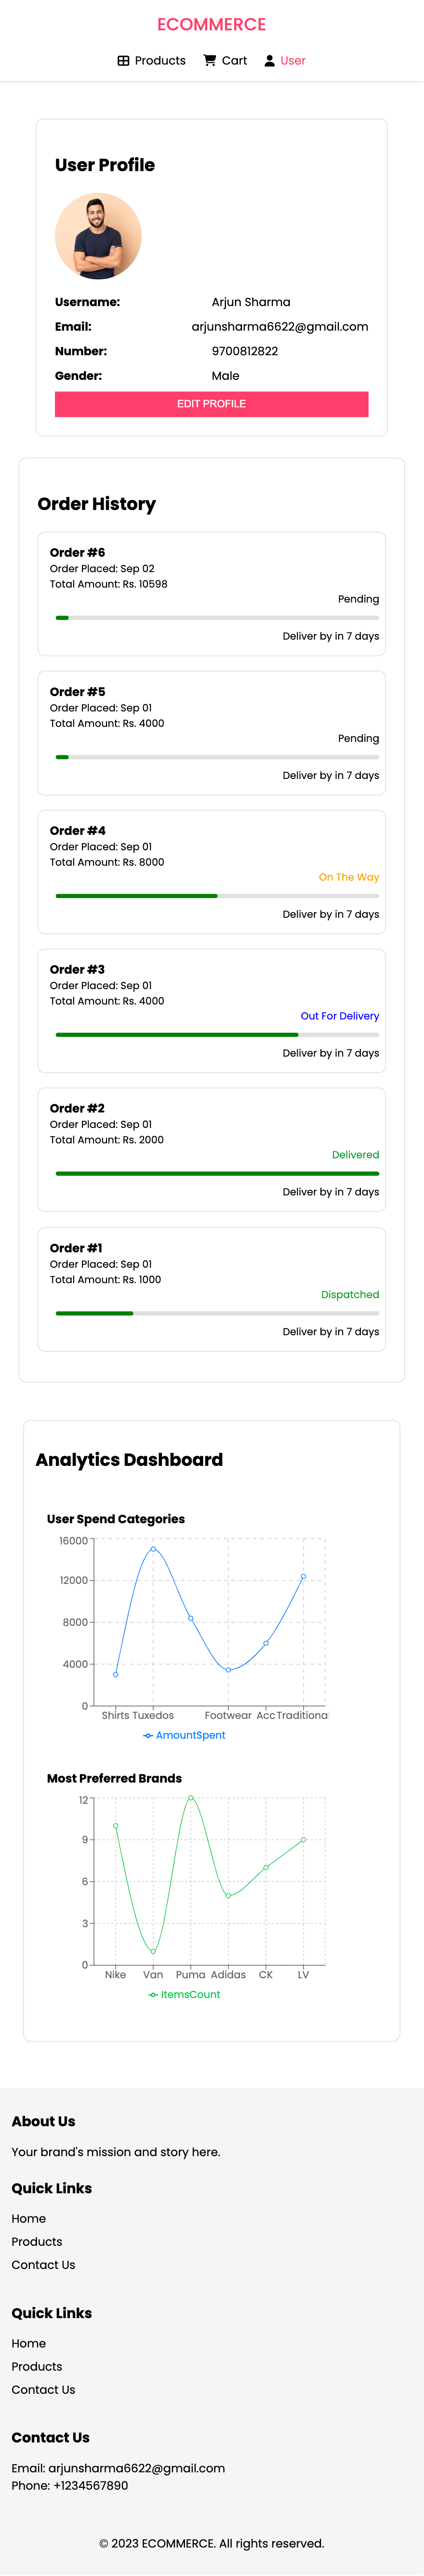 ECOMMERCE
Products Cart User
User Profile
Username: Arjun Sharma
Email: arjunsharma6622@gmail.com
Number: 9700812822
Gender: Male
EDIT PROFILE
Order History
Order #6
Order Placed: Sep 02
Total Amount: Rs. 10598
Pending
Deliver by in 7 days
Order #5
Order Placed: Sep 01
Total Amount: Rs. 4000
Pending
Deliver by in 7 days
Order #4
Order Placed: Sep 01
Total Amount: Rs. 8000
On The Way
Deliver by in 7 days
Order #3
Order Placed: Sep 01
Total Amount: Rs. 4000
Out For Delivery
Deliver by in 7 days
Order #2
Order Placed: Sep 01
Total Amount: Rs. 2000
Delivered
Deliver by in 7 days
Order #1
Order Placed: Sep 01
Total Amount: Rs. 1000
Dispatched
Deliver by in 7 days
Analytics Dashboard
User Spend Categories
16000
12000
8000
4000
0
Shirts Tuxedos Footwear Acc Traditional
AmountSpent
Most Preferred Brands
12
9
6
3
0
Nike Van Puma Adidas CK LV
ItemsCount
About Us
Your brand's mission and story here.
Quick Links
Home
Products
Contact Us
Quick Links
Home
Products
Contact Us
Contact Us
Email: arjunsharma6622@gmail.com
Phone: +1234567890
© 2023 ECOMMERCE. All rights reserved.